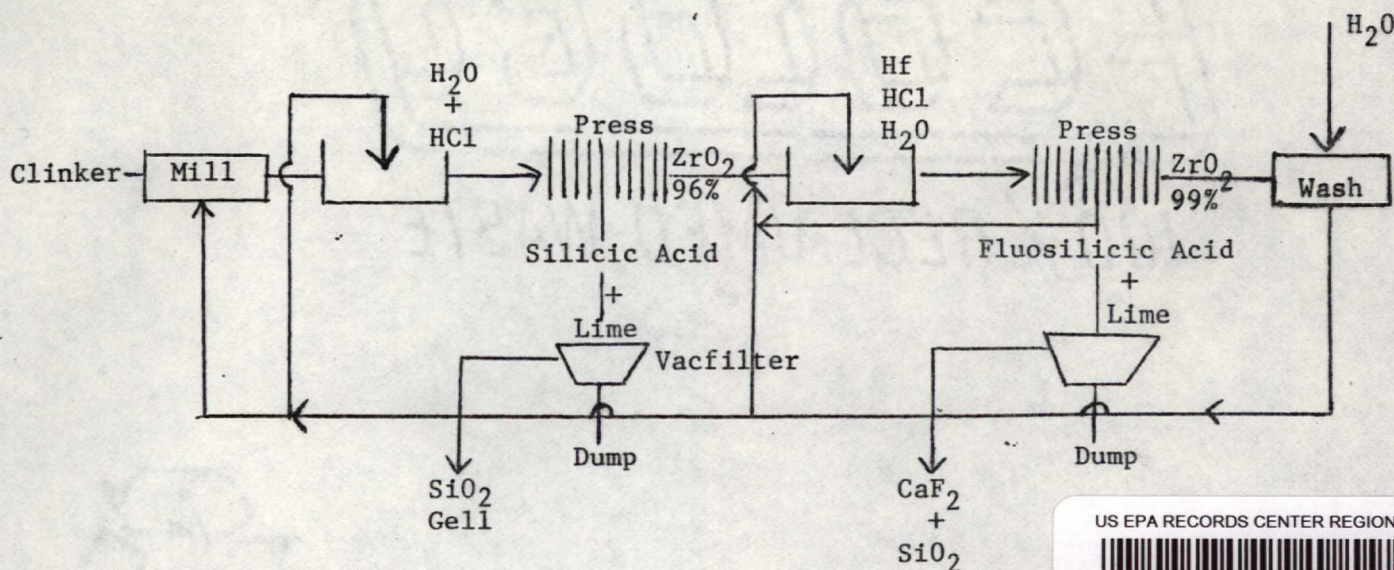 H₂O
Hf
H₂O
HCl
+
HCl
H₂O
Press
Press
Clinker
Mill
ZrO₂
96%
ZrO₂
99%
Wash
Silicic Acid
Fluosilicic Acid
+
+
Lime
Lime
Vacfilter
Dump
Dump
SiO₂
Gell
CaF₂
+
SiO₂
US EPA RECORDS CENTER REGION